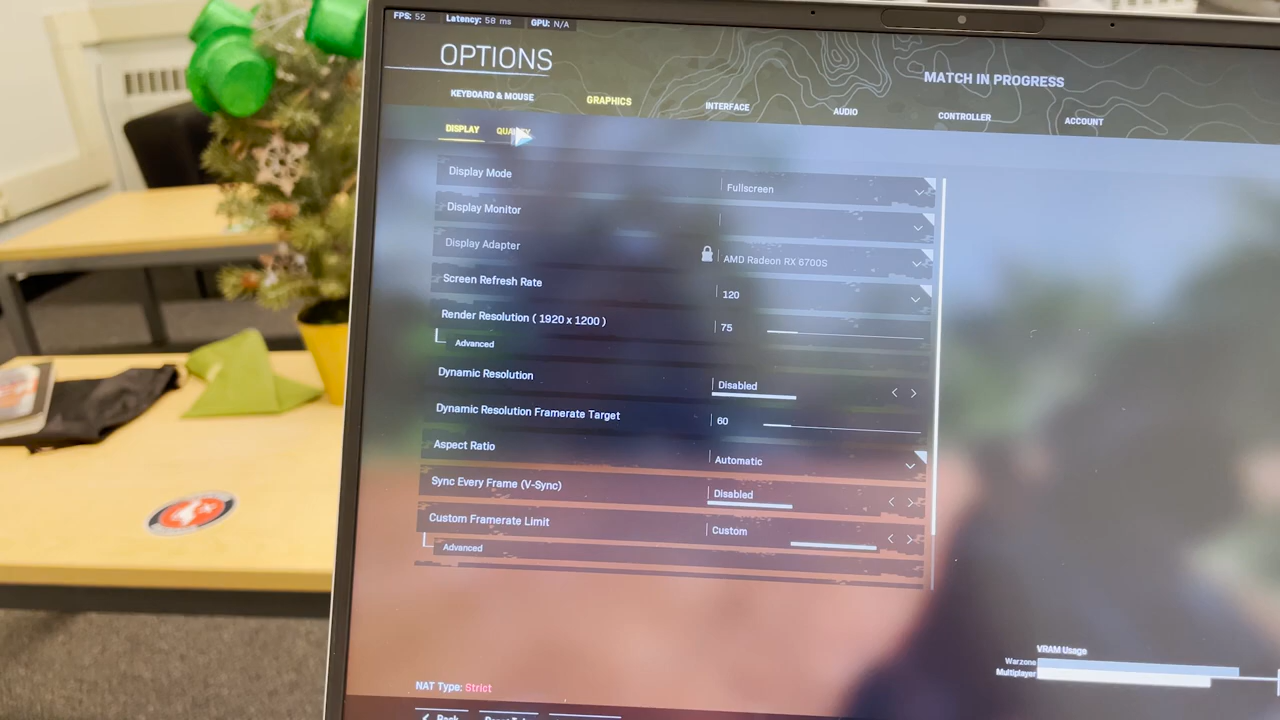 FPS: 52 Latency: 58 ms GPU: N/A
OPTIONS
MATCH IN PROGRESS
KEYBOARD & MOUSE GRAPHICS INTERFACE AUDIO CONTROLLER ACCOUNT
DISPLAY
Display Mode Fullscreen
Display Monitor
Display Adapter AMD Radeon RX 6700S
Screen Refresh Rate 120
Render Resolution ( 1920 x 1200 ) 75
Advanced
Dynamic Resolution Disabled
Dynamic Resolution Framerate Target 60
Aspect Ratio Automatic
Sync Every Frame (V-Sync) Disabled
Custom Framerate Limit Custom
Advanced
VRAM Usage
Warzone
Multiplayer
NAT Type: Strict
Back